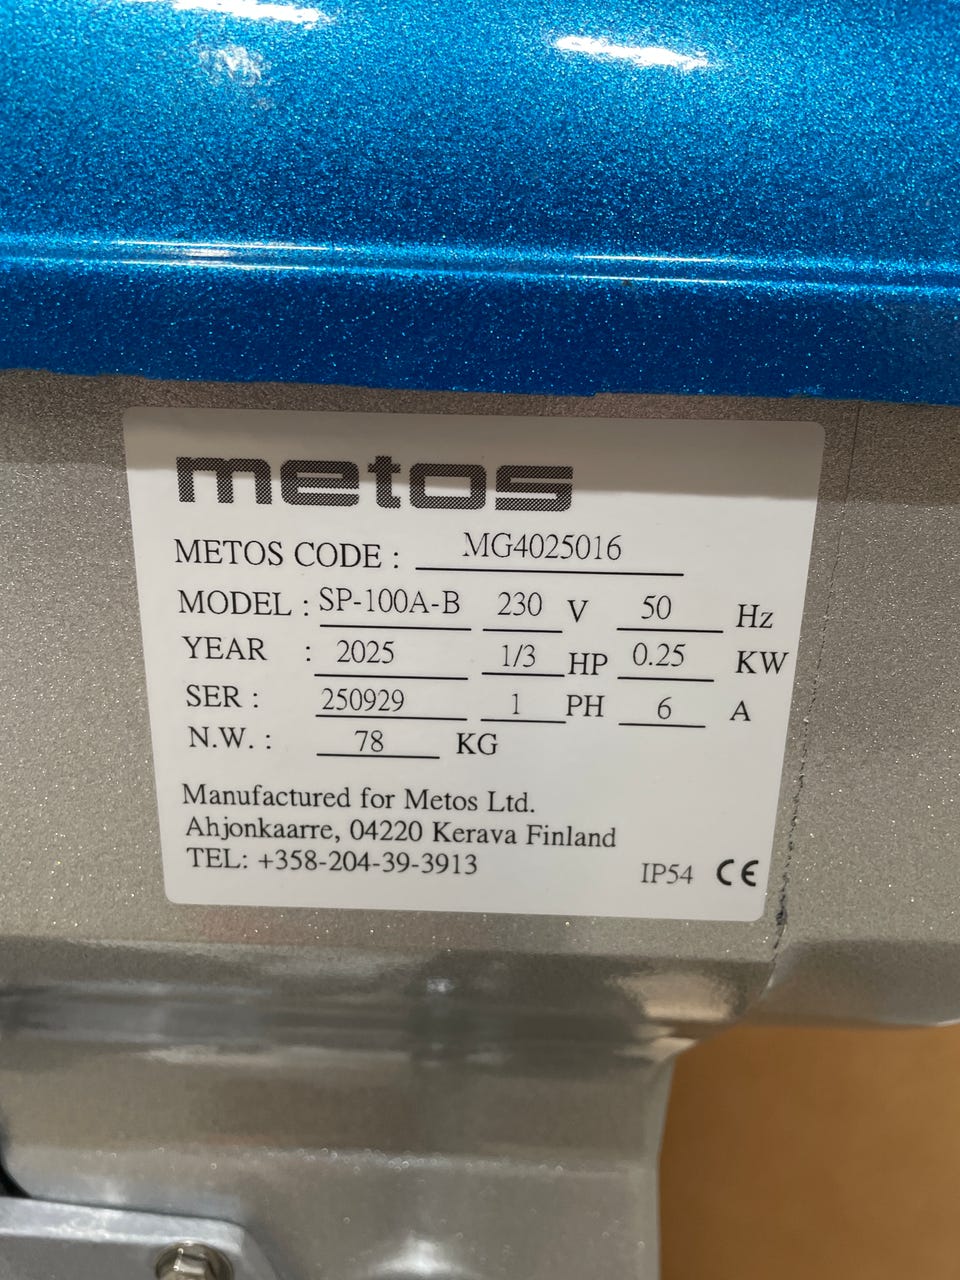 metos
METOS CODE : MG4025016
MODEL : SP-100A-B 230 V 50 Hz
YEAR : 2025 1/3 HP 0.25 KW
SER : 250929 1 PH 6 A
N.W. : 78 KG
Manufactured for Metos Ltd.
Ahjonkaarre, 04220 Kerava Finland
TEL: +358-204-39-3913
IP54 CE